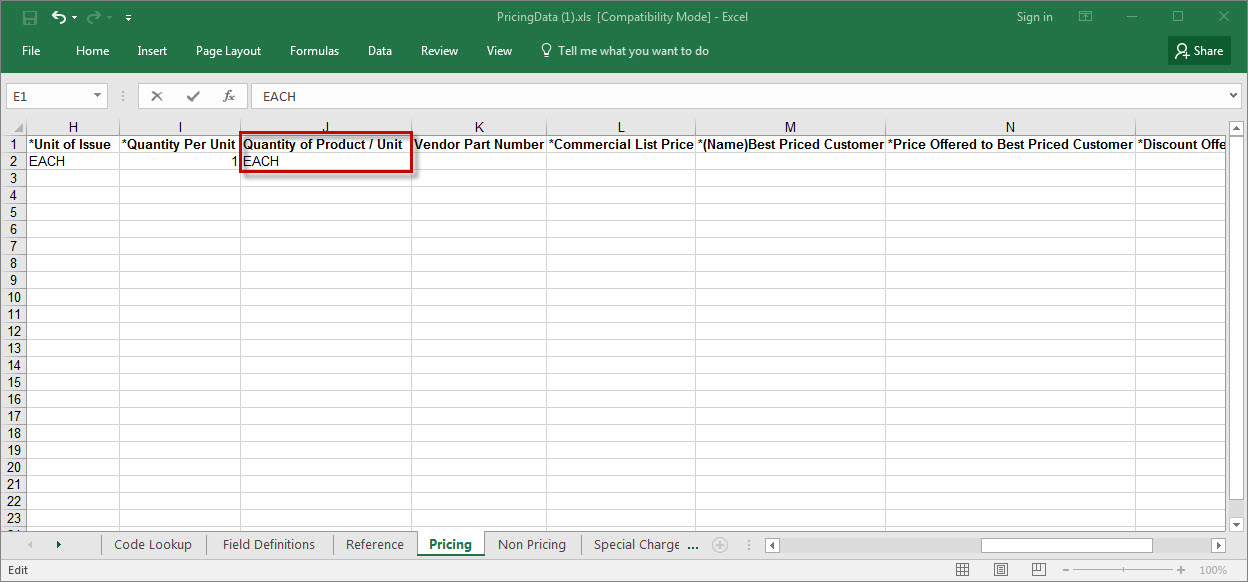 PricingData (1).xls [Compatibility Mode] - Excel
Sign in
File Home Insert Page Layout Formulas Data Review View Tell me what you want to do Share
E1 fx EACH
H I J K L M N
1 *Unit of Issue *Quantity Per Unit Quantity of Product / Unit Vendor Part Number *Commercial List Price *(Name)Best Priced Customer *Price Offered to Best Priced Customer *Discount Offe
2 EACH 1 EACH
3
4
5
6
7
8
9
10
11
12
13
14
15
16
17
18
19
20
21
22
23
Code Lookup Field Definitions Reference Pricing Non Pricing Special Charge ...
Edit 100%